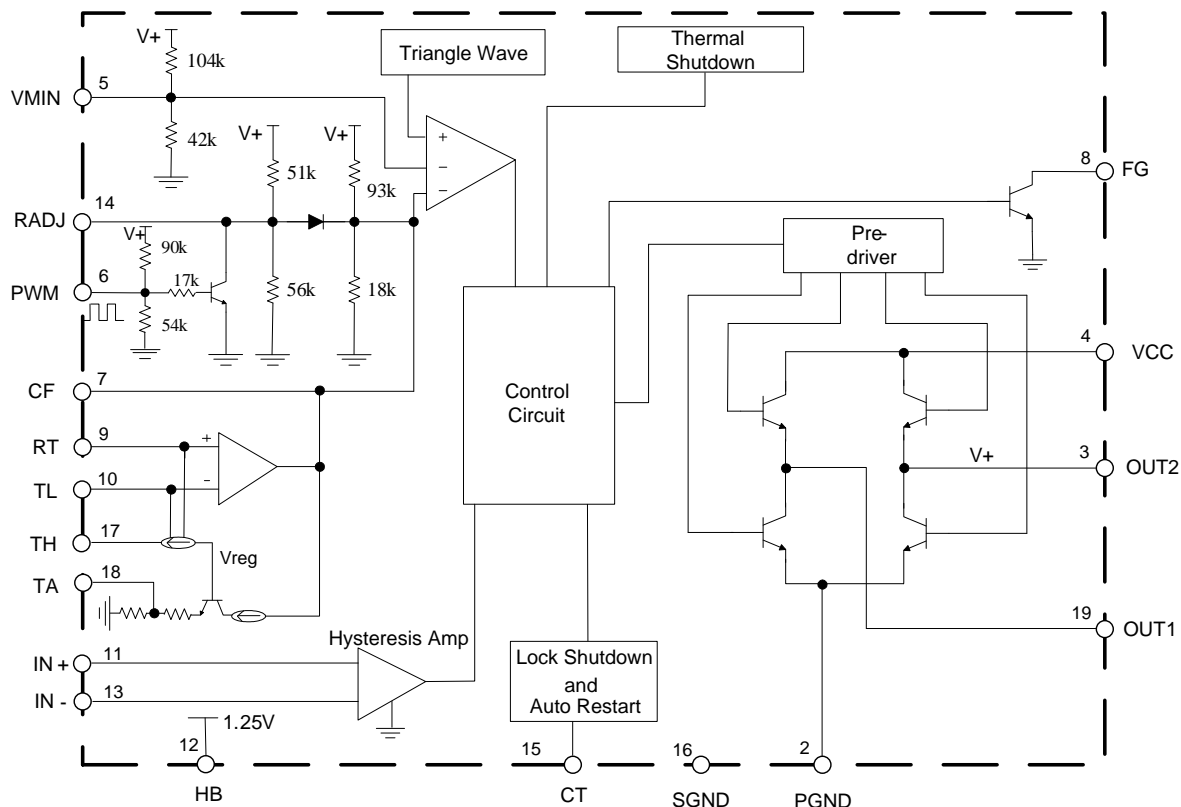 V+
104k
5
VMIN
42k
Triangle Wave
Thermal
Shutdown
V+
51k
V+
93k
+
−
−
8
FG
14
RADJ
V+
90k
6
PWM
17k
54k
56k
18k
Pre-
driver
4
VCC
7
CF
9
RT
+
10
TL
-
17
TH
Vreg
18
TA
Control
Circuit
V+
3
OUT2
19
OUT1
Hysteresis Amp
11
IN +
13
IN -
Lock Shutdown
and
Auto Restart
1.25V
12
HB
15
CT
16
SGND
2
PGND